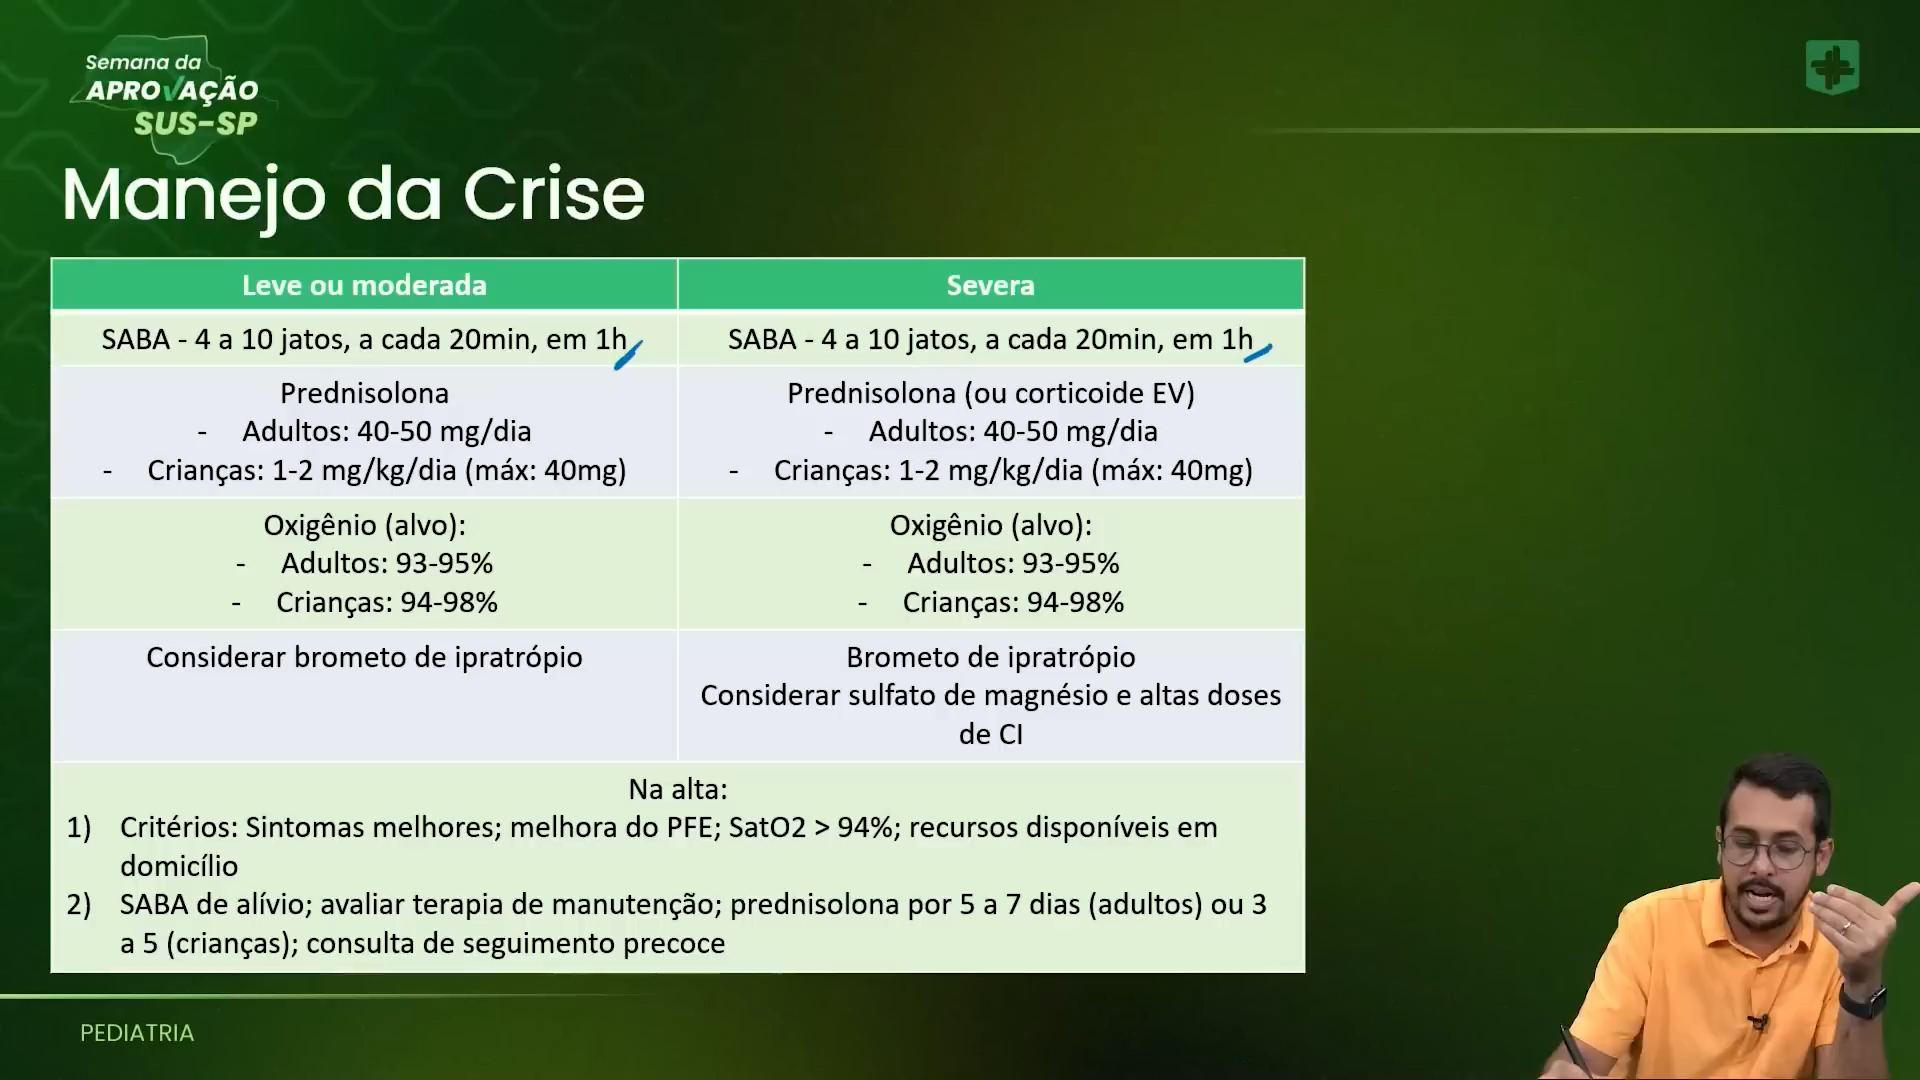 Semana da
APROVAÇÃO
SUS-SP
Manejo da Crise
Leve ou moderada
Severa
SABA - 4 a 10 jatos, a cada 20min, em 1h
SABA - 4 a 10 jatos, a cada 20min, em 1h
Prednisolona
- Adultos: 40-50 mg/dia
- Crianças: 1-2 mg/kg/dia (máx: 40mg)
Prednisolona (ou corticoide EV)
- Adultos: 40-50 mg/dia
- Crianças: 1-2 mg/kg/dia (máx: 40mg)
Oxigênio (alvo):
- Adultos: 93-95%
- Crianças: 94-98%
Oxigênio (alvo):
- Adultos: 93-95%
- Crianças: 94-98%
Considerar brometo de ipratrópio
Brometo de ipratrópio
Considerar sulfato de magnésio e altas doses
de CI
Na alta:
1) Critérios: Sintomas melhores; melhora do PFE; SatO2 > 94%; recursos disponíveis em
domicílio
2) SABA de alívio; avaliar terapia de manutenção; prednisolona por 5 a 7 dias (adultos) ou 3
a 5 (crianças); consulta de seguimento precoce
PEDIATRIA